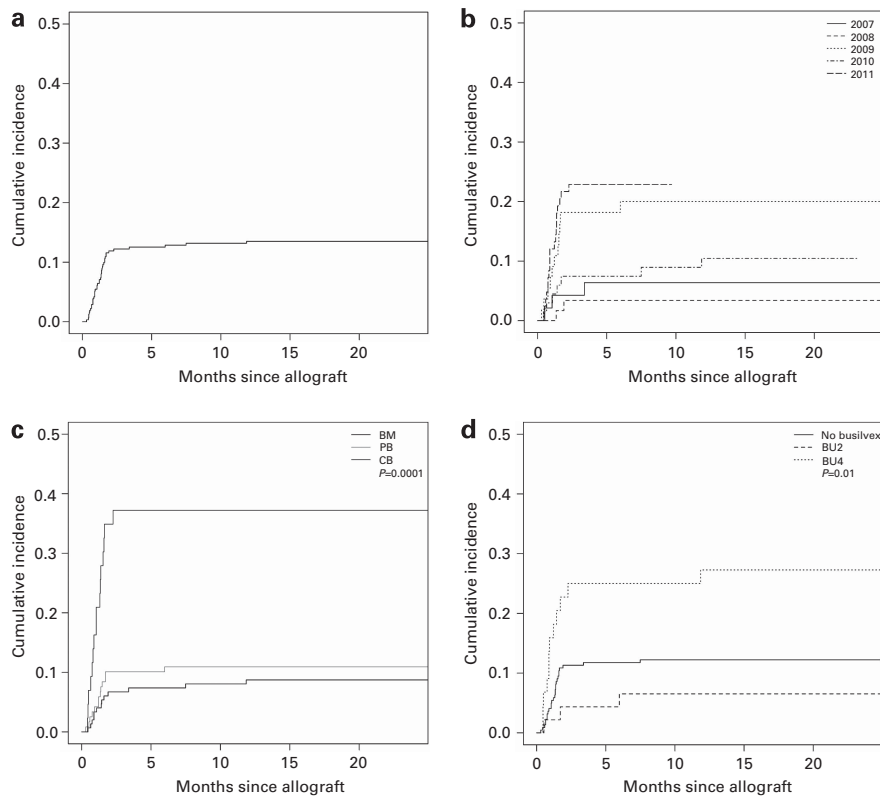 a
0.5
0.4
0.3
0.2
0.1
0.0
Cumulative incidence
0 5 10 15 20
Months since allograft
b
0.5
0.4
0.3
0.2
0.1
0.0
Cumulative incidence
2007
2008
2009
2010
2011
0 5 10 15 20
Months since allograft
c
0.5
0.4
0.3
0.2
0.1
0.0
Cumulative incidence
BM
PB
CB
P=0.0001
0 5 10 15 20
Months since allograft
d
0.5
0.4
0.3
0.2
0.1
0.0
Cumulative incidence
No busilvex
BU2
BU4
P=0.01
0 5 10 15 20
Months since allograft